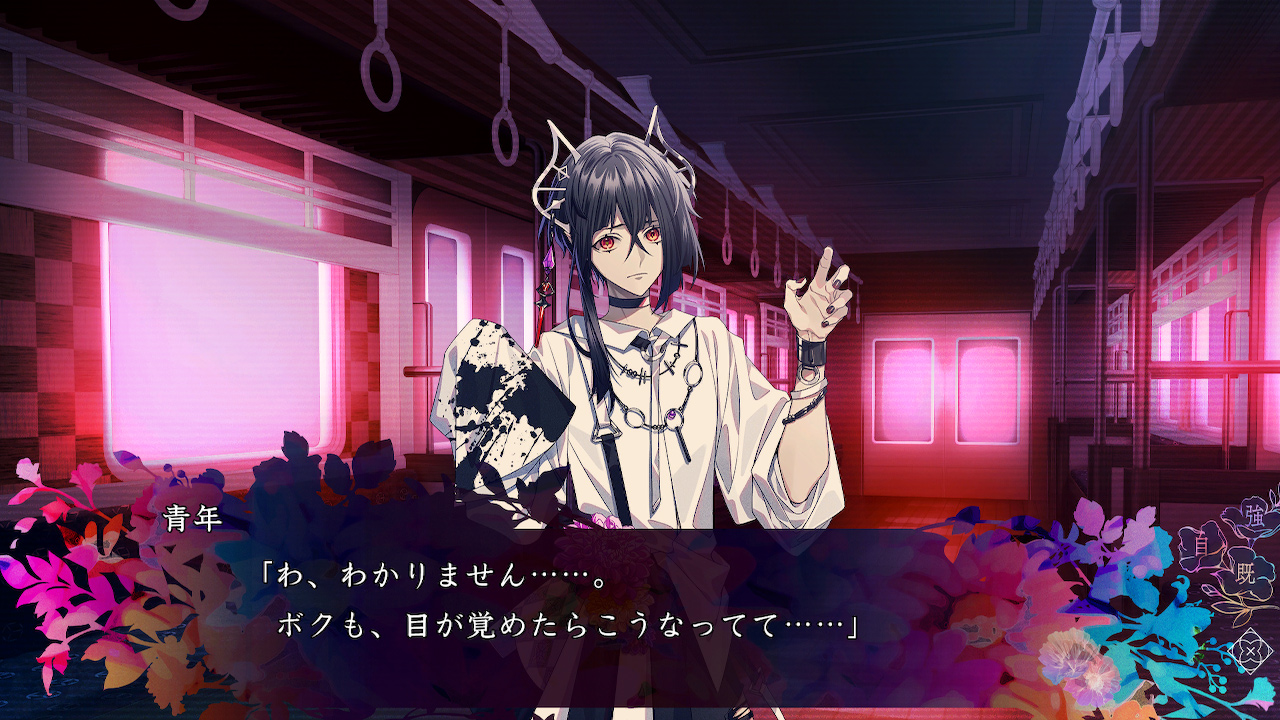 青年
「わ、わかりません……。
ボクも、目が覚めたらこうなってて……」
強
自
既